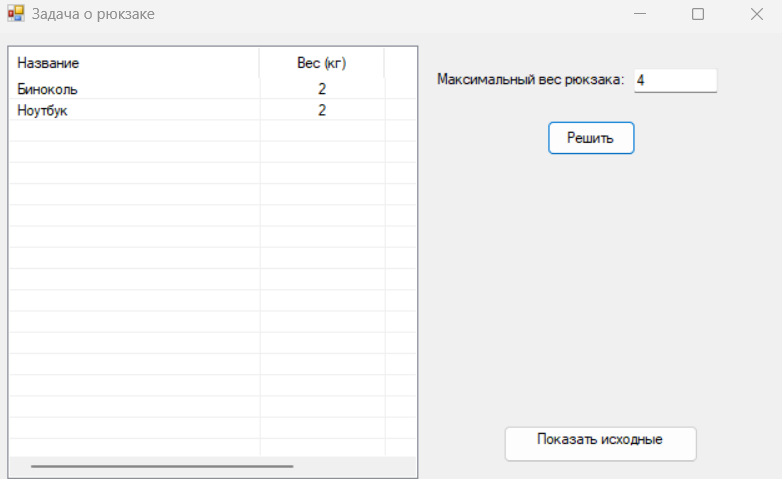 Задача о рюкзаке
Название Вес (кг)
Максимальный вес рюкзака: 4
Биноколь 2
Ноутбук 2
Решить
Показать исходные